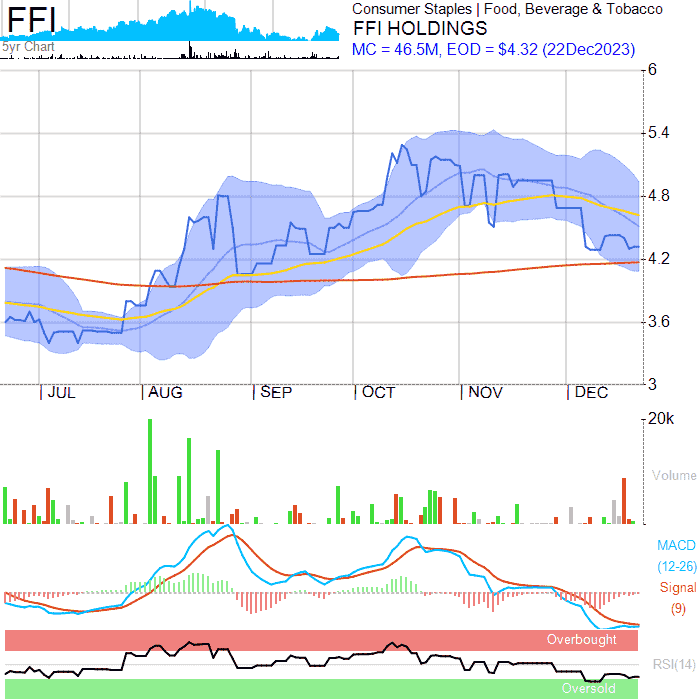 FFI
5yr Chart
Consumer Staples | Food, Beverage & Tobacco
FFI HOLDINGS
MC = 46.5M, EOD = $4.32 (22Dec2023)
6
5.4
4.8
4.2
3.6
3
JUL AUG SEP OCT NOV DEC
20k
Volume
MACD
(12-26)
Signal
(9)
Overbought
RSI(14)
Oversold